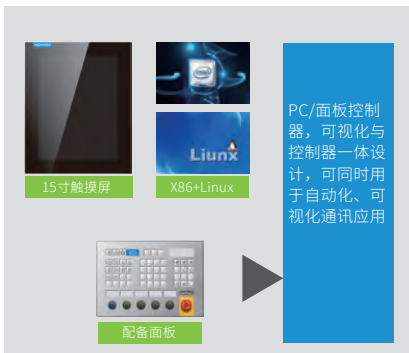 intel
Liunx
15寸触摸屏
X86+Linux
配备面板
PC/面板控制
器，可视化与
控制器一体设
计，可同时用
于自动化、可
视化通讯应用